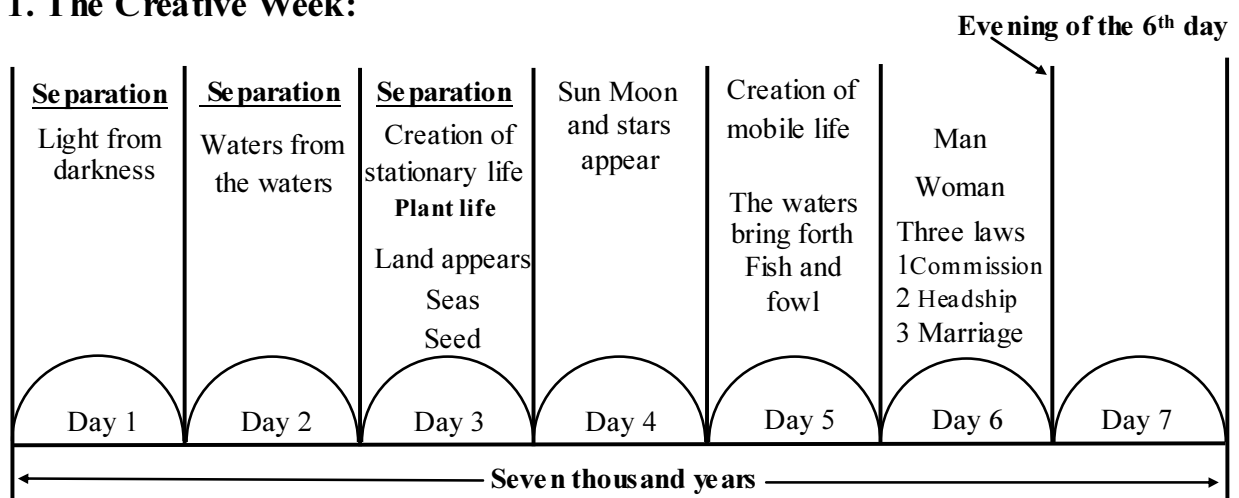 1. The Creative Week:
Evening of the 6th day
Separation
Light from
darkness
Separation
Waters from
the waters
Separation
Creation of
stationary life
Plant life
Land appears
Seas
Seed
Sun Moon
and stars
appear
Creation of
mobile life
The waters
bring forth
Fish and
fowl
Man
Woman
Three laws
1Commission
2 Headship
3 Marriage
Day 1
Day 2
Day 3
Day 4
Day 5
Day 6
Day 7
Seven thousand years